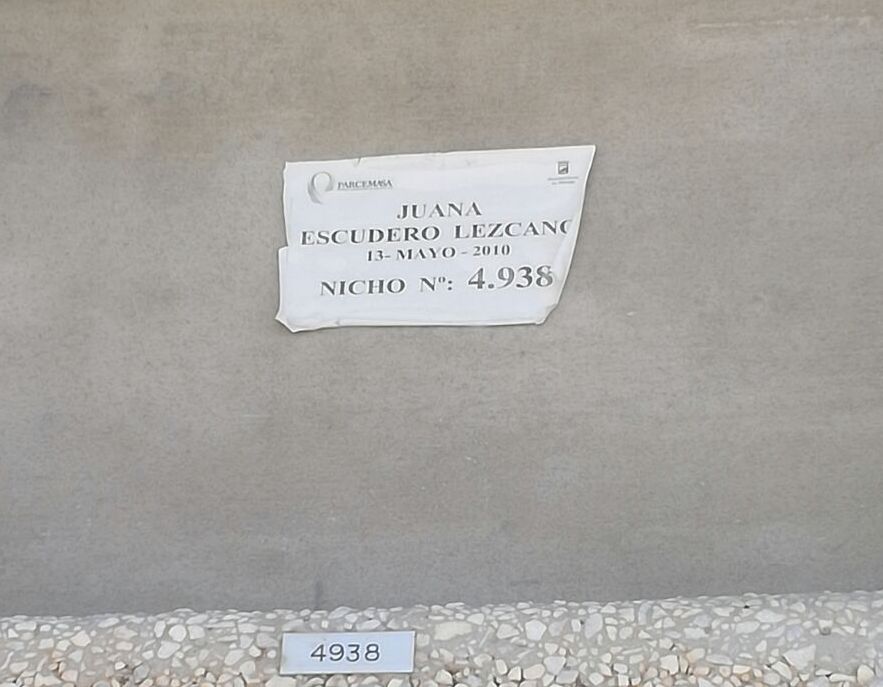 PARCEMASA
JUANA
ESCUDERO LEZCANO
13- MAYO - 2010
NICHO Nº: 4.938
4938